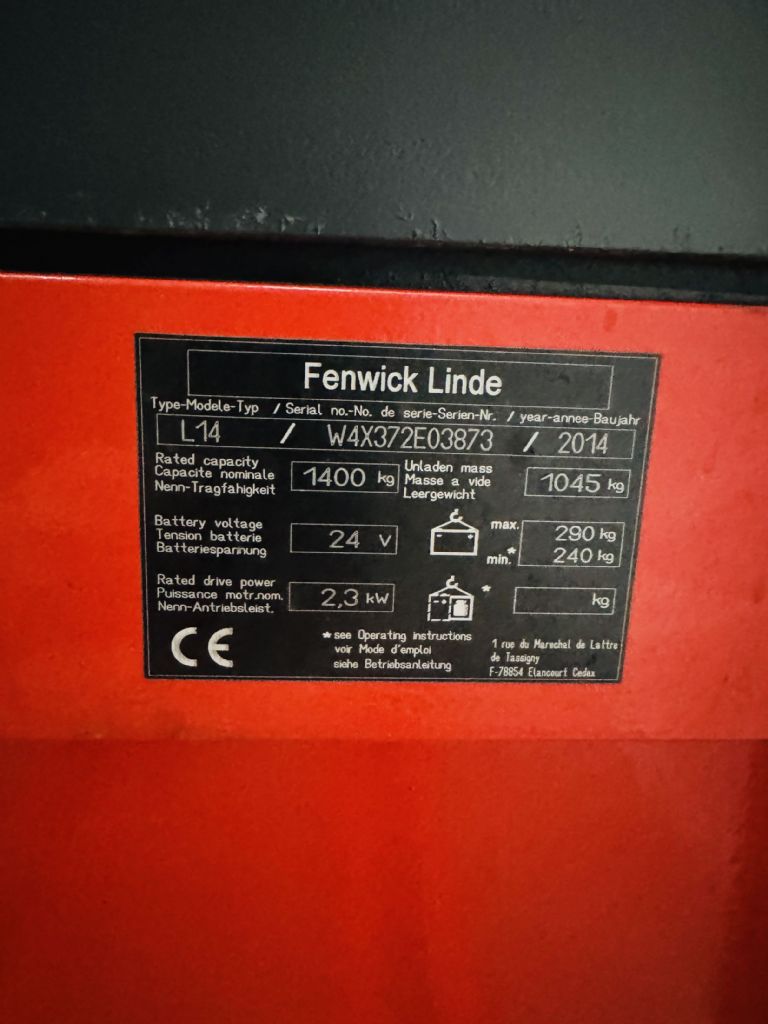 Fenwick Linde
Type-Modele-Typ / Serial no.-No. de serie-Serien-Nr. / year-annee-Baujahr
L14 / W4X372E03873 / 2014
Rated capacity
Capacite nominale
Nenn-Tragfähigkeit
1400 kg
Unladen mass
Masse a vide
Leergewicht
1045 kg
Battery voltage
Tension batterie
Batteriespannung
24 v
max. 290 kg
min.* 240 kg
Rated drive power
Puissance motr.nom.
Nenn-Antriebsleist.
2,3 kW
* kg
CE
* see Operating instructions
voir Mode d'emploi
siehe Betriebsanleitung
1 rue du Marechal de Lattre
de Tassigny
F-78854 Elancourt Cedex